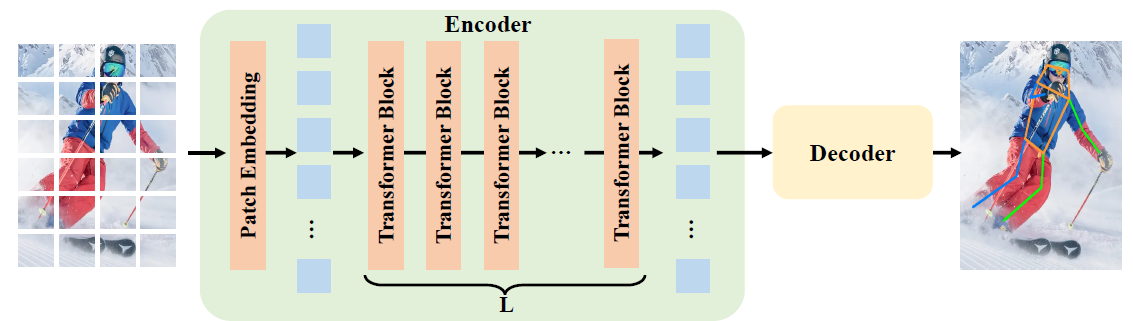 Encoder
Patch Embedding
...
Transformer Block
Transformer Block
Transformer Block
...
Transformer Block
...
L
Decoder